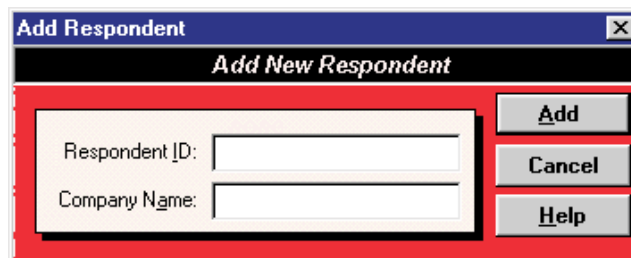 Add Respondent
Add New Respondent
Respondent ID:
Company Name:
Add
Cancel
Help